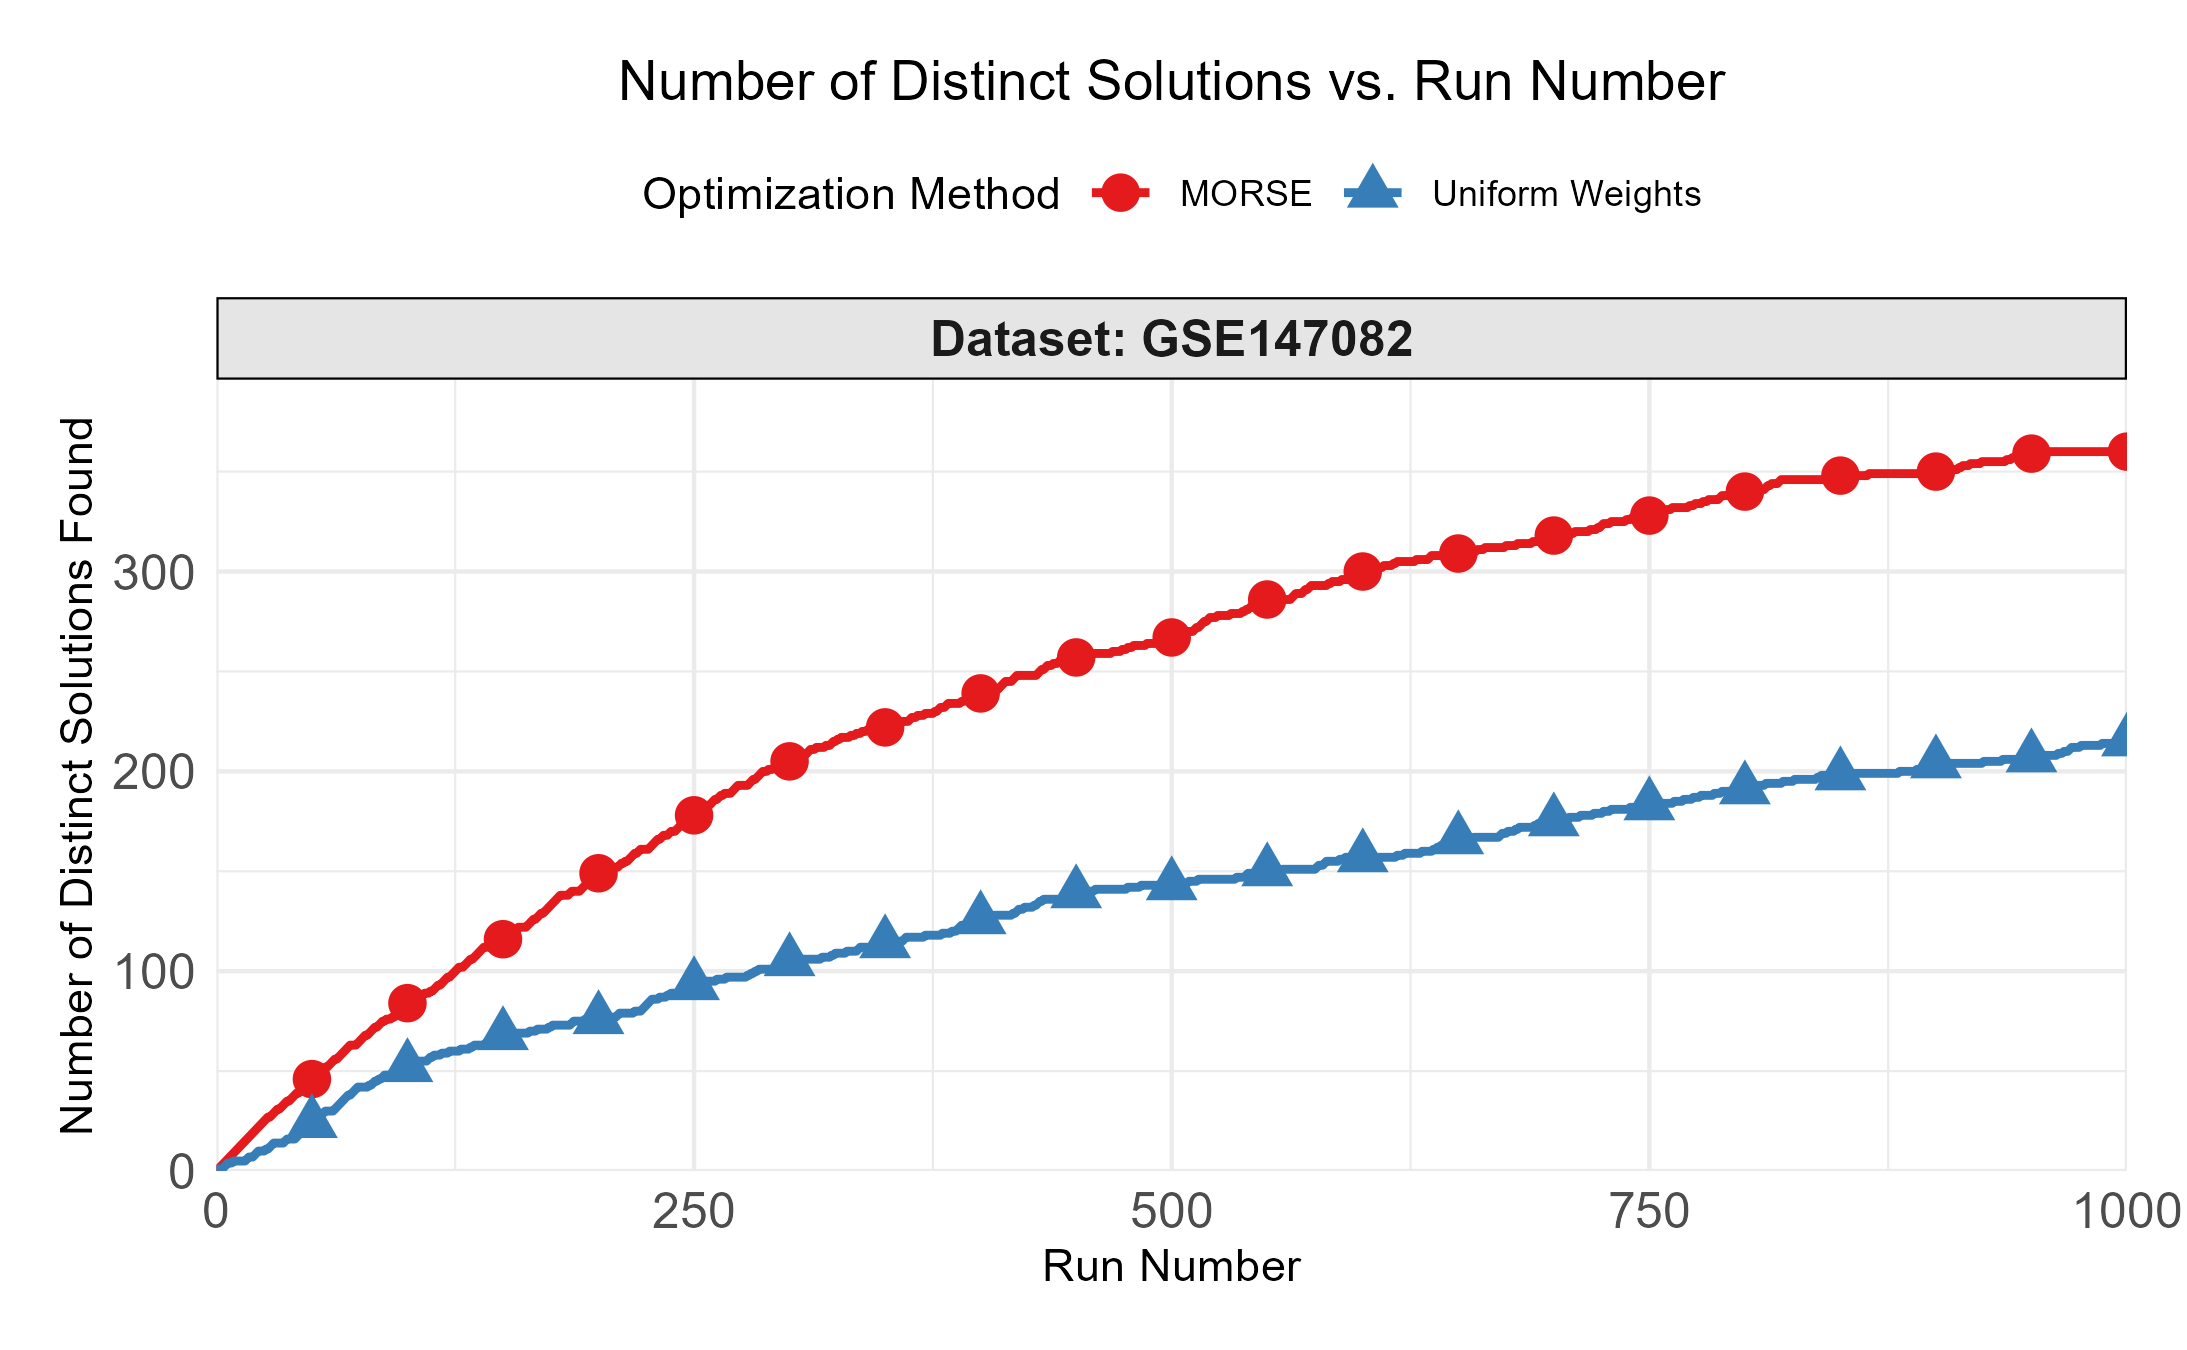 Number of Distinct Solutions vs. Run Number
Optimization Method MORSE Uniform Weights
Dataset: GSE147082
Number of Distinct Solutions Found
300
200
100
0
0 250 500 750 1000
Run Number